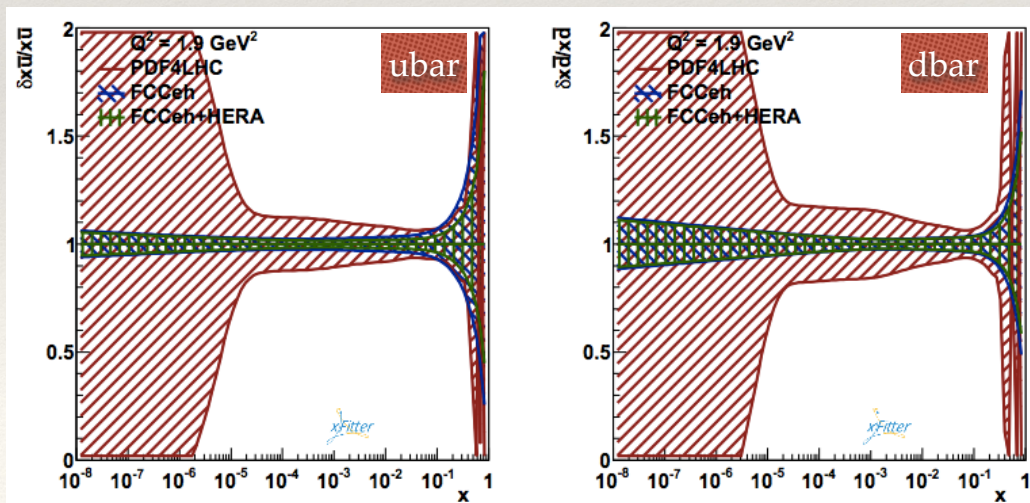 δxū/xū
Q² = 1.9 GeV²
PDF4LHC
FCCeh
FCCeh+HERA
ubar
2
1.5
1
0.5
0
xFitter
10⁻⁸ 10⁻⁷ 10⁻⁶ 10⁻⁵ 10⁻⁴ 10⁻³ 10⁻² 10⁻¹ 1
x
δxd̄/xd̄
Q² = 1.9 GeV²
PDF4LHC
FCCeh
FCCeh+HERA
dbar
2
1.5
1
0.5
0
xFitter
10⁻⁸ 10⁻⁷ 10⁻⁶ 10⁻⁵ 10⁻⁴ 10⁻³ 10⁻² 10⁻¹ 1
x